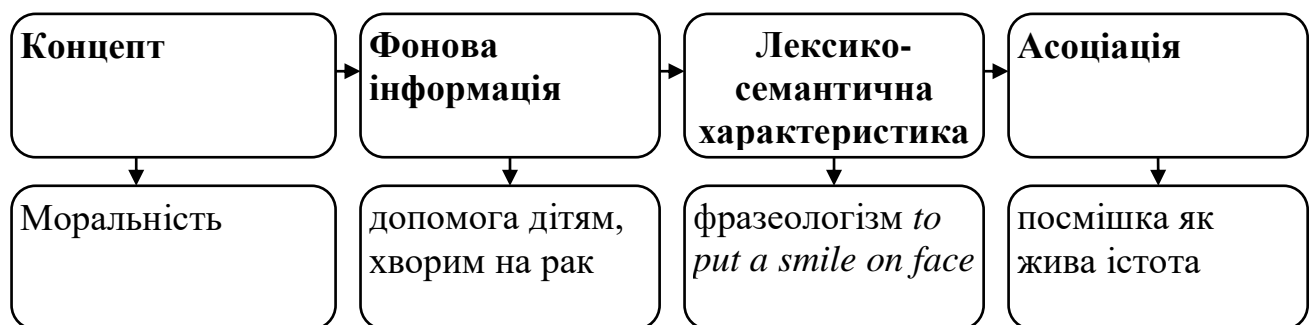 Концепт
Фонова
інформація
Лексико-
семантична
характеристика
Асоціація
Моральність
допомога дітям,
хворим на рак
фразеологізм to
put a smile on face
посмішка як
жива істота